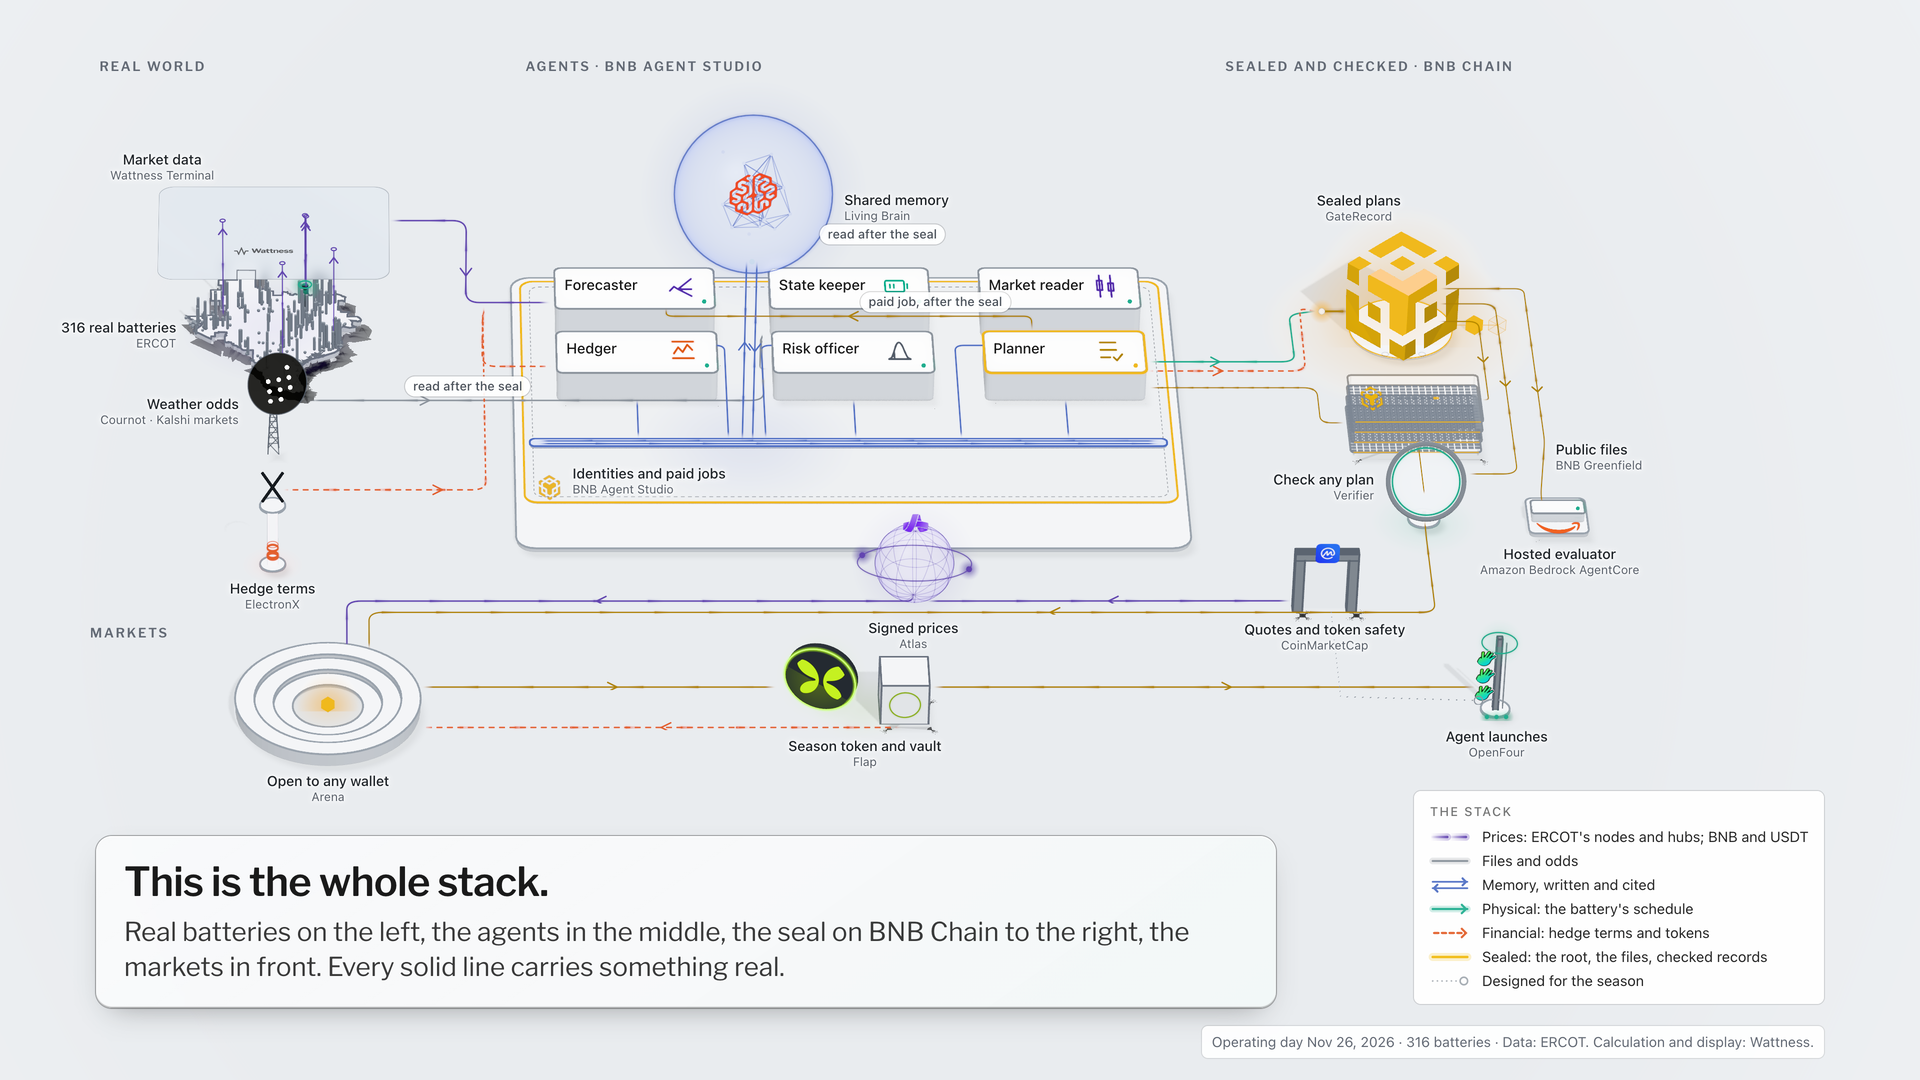 REAL WORLD
AGENTS · BNB AGENT STUDIO
SEALED AND CHECKED · BNB CHAIN
Market data
Wattness Terminal
Wattness
316 real batteries
ERCOT
Weather odds
Cournot · Kalshi markets
read after the seal
Hedge terms
ElectronX
Shared memory
Living Brain
read after the seal
Forecaster
State keeper
Market reader
paid job, after the seal
Hedger
Risk officer
Planner
Identities and paid jobs
BNB Agent Studio
Sealed plans
GateRecord
Check any plan
Verifier
Public files
BNB Greenfield
Hosted evaluator
Amazon Bedrock AgentCore
MARKETS
Signed prices
Atlas
Quotes and token safety
CoinMarketCap
Open to any wallet
Arena
Season token and vault
Flap
Agent launches
OpenFour
This is the whole stack.
Real batteries on the left, the agents in the middle, the seal on BNB Chain to the right, the
markets in front. Every solid line carries something real.
THE STACK
Prices: ERCOT's nodes and hubs; BNB and USDT
Files and odds
Memory, written and cited
Physical: the battery's schedule
Financial: hedge terms and tokens
Sealed: the root, the files, checked records
Designed for the season
Operating day Nov 26, 2026 · 316 batteries · Data: ERCOT. Calculation and display: Wattness.